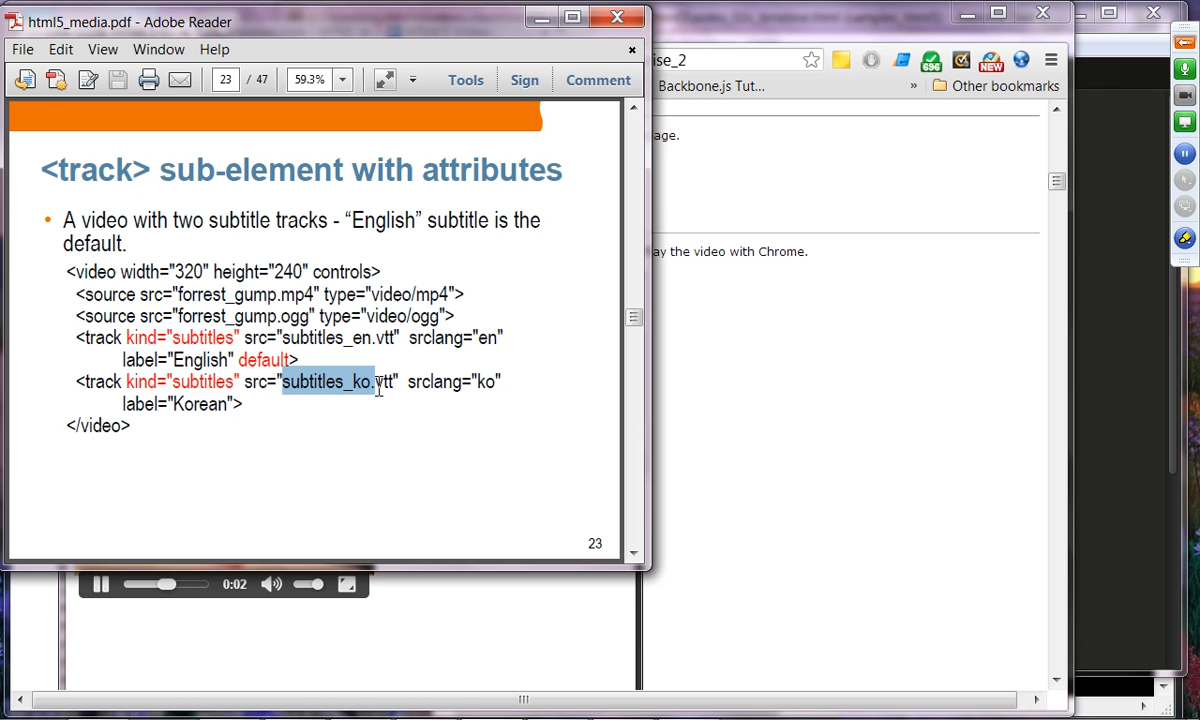 html5_media.pdf - Adobe Reader
File Edit View Window Help
23 / 47 59.3% Tools Sign Comment
<track> sub-element with attributes
• A video with two subtitle tracks - “English” subtitle is the
default.
<video width="320" height="240" controls>
<source src="forrest_gump.mp4" type="video/mp4">
<source src="forrest_gump.ogg" type="video/ogg">
<track kind="subtitles" src="subtitles_en.vtt" srclang="en"
label="English" default>
<track kind="subtitles" src="subtitles_ko.vtt" srclang="ko"
label="Korean">
</video>
23
0:02
ise_2
696
NEW
Backbone.js Tut... » Other bookmarks
age.
ay the video with Chrome.